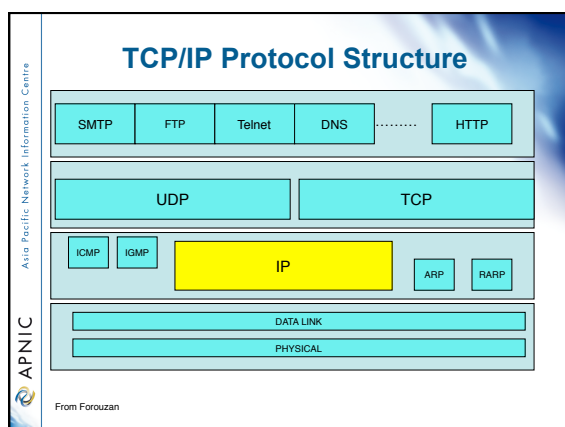 TCP/IP Protocol Structure
SMTP FTP Telnet DNS ......... HTTP
UDP TCP
ICMP IGMP IP ARP RARP
DATA LINK
PHYSICAL
From Forouzan
Asia Pacific Network Information Centre
APNIC